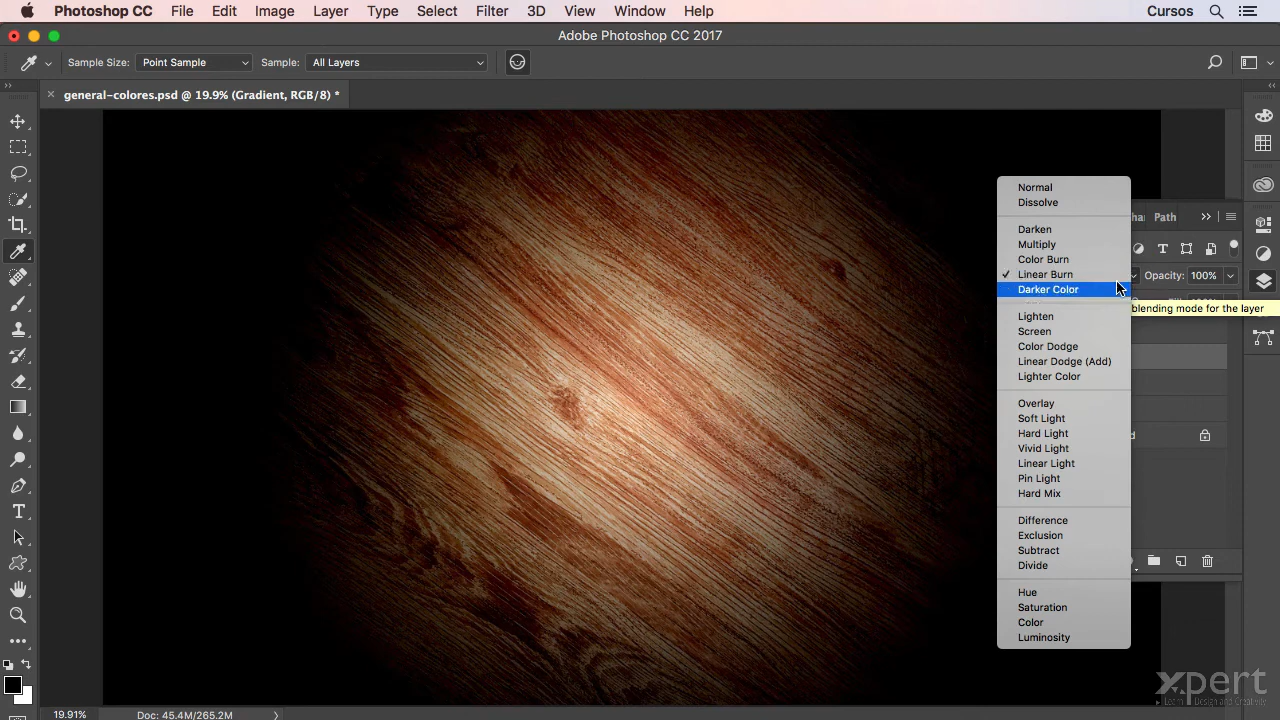 Photoshop CC File Edit Image Layer Type Select Filter 3D View Window Help Cursos
Adobe Photoshop CC 2017
Sample Size: Point Sample Sample: All Layers
general-colores.psd @ 19.9% (Gradient, RGB/8) *
Normal
Dissolve
Path
Darken
Multiply
Color Burn
✓ Linear Burn
Opacity: 100%
Darker Color
blending mode for the layer
Lighten
Screen
Color Dodge
Linear Dodge (Add)
Lighter Color
Overlay
Soft Light
Hard Light
Vivid Light
Linear Light
Pin Light
Hard Mix
Difference
Exclusion
Subtract
Divide
Hue
Saturation
Color
Luminosity
xpert
Learn Design and Creativity
19.91% Doc: 45.4M/265.2M